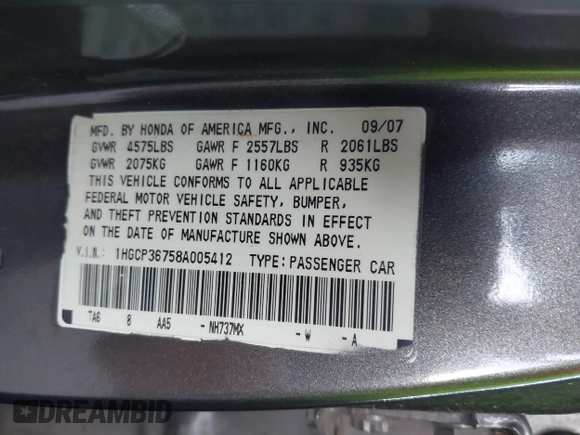 MFD. BY HONDA OF AMERICA MFG., INC. 09/07
GVWR 4575LBS GAWR F 2557LBS R 2061LBS
GVWR 2075KG GAWR F 1160KG R 935KG
THIS VEHICLE CONFORMS TO ALL APPLICABLE
FEDERAL MOTOR VEHICLE SAFETY, BUMPER,
AND THEFT PREVENTION STANDARDS IN EFFECT
ON THE DATE OF MANUFACTURE SHOWN ABOVE.
V.I.N.: 1HGCP36758A005412 TYPE:PASSENGER CAR
TA6 8 AA5 -NH737MX -W -A
DREAMBID